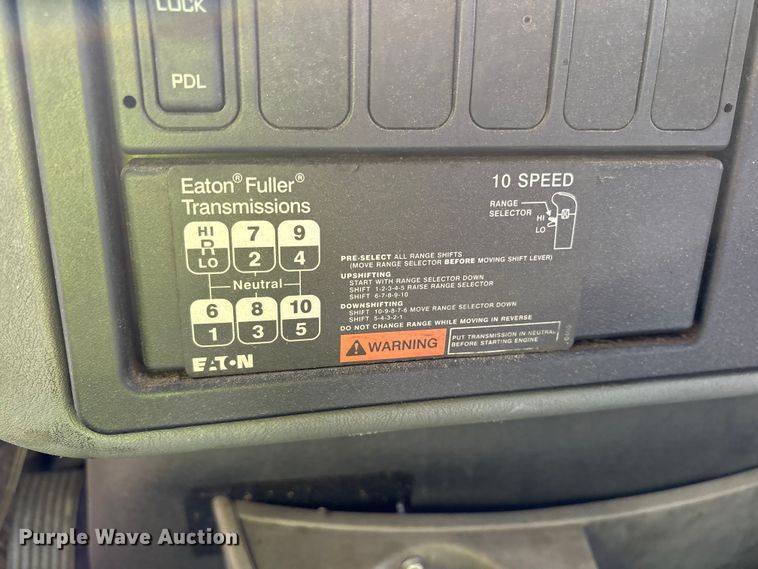 LOCK
PDL
Eaton® Fuller®
Transmissions
10 SPEED
RANGE
SELECTOR
HI
LO
HI
R
LO
7
2
9
4
Neutral
6
1
8
3
10
5
EATON
PRE-SELECT ALL RANGE SHIFTS
(MOVE RANGE SELECTOR BEFORE MOVING SHIFT LEVER)
UPSHIFTING
START WITH RANGE SELECTOR DOWN
SHIFT 1-2-3-4-5 RAISE RANGE SELECTOR
SHIFT 6-7-8-9-10
DOWNSHIFTING
SHIFT 10-9-8-7-6 MOVE RANGE SELECTOR DOWN
SHIFT 5-4-3-2-1
DO NOT CHANGE RANGE WHILE MOVING IN REVERSE
WARNING
PUT TRANSMISSION IN NEUTRAL
BEFORE STARTING ENGINE
Purple Wave Auction®